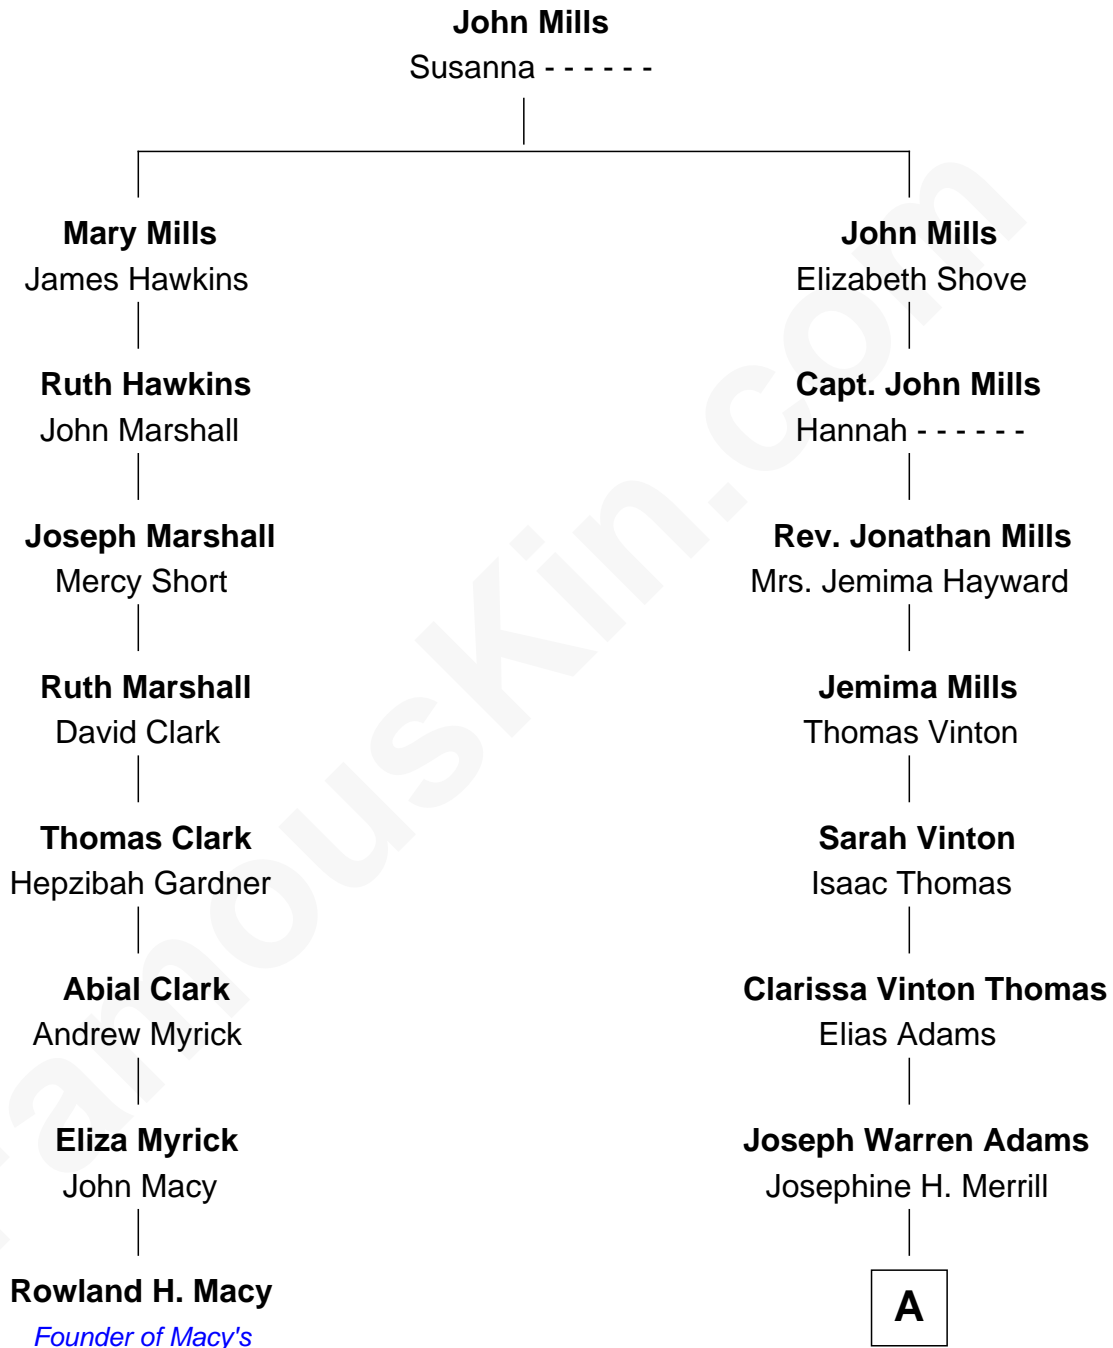 John Mills
Susanna - - - - - -
Mary Mills
James Hawkins
John Mills
Elizabeth Shove
Ruth Hawkins
John Marshall
Capt. John Mills
Hannah - - - - - -
Joseph Marshall
Mercy Short
Rev. Jonathan Mills
Mrs. Jemima Hayward
Ruth Marshall
David Clark
Jemima Mills
Thomas Vinton
Thomas Clark
Hepzibah Gardner
Sarah Vinton
Isaac Thomas
Abial Clark
Andrew Myrick
Clarissa Vinton Thomas
Elias Adams
Eliza Myrick
John Macy
Joseph Warren Adams
Josephine H. Merrill
Rowland H. Macy
Founder of Macy's
A
FamousKin.com